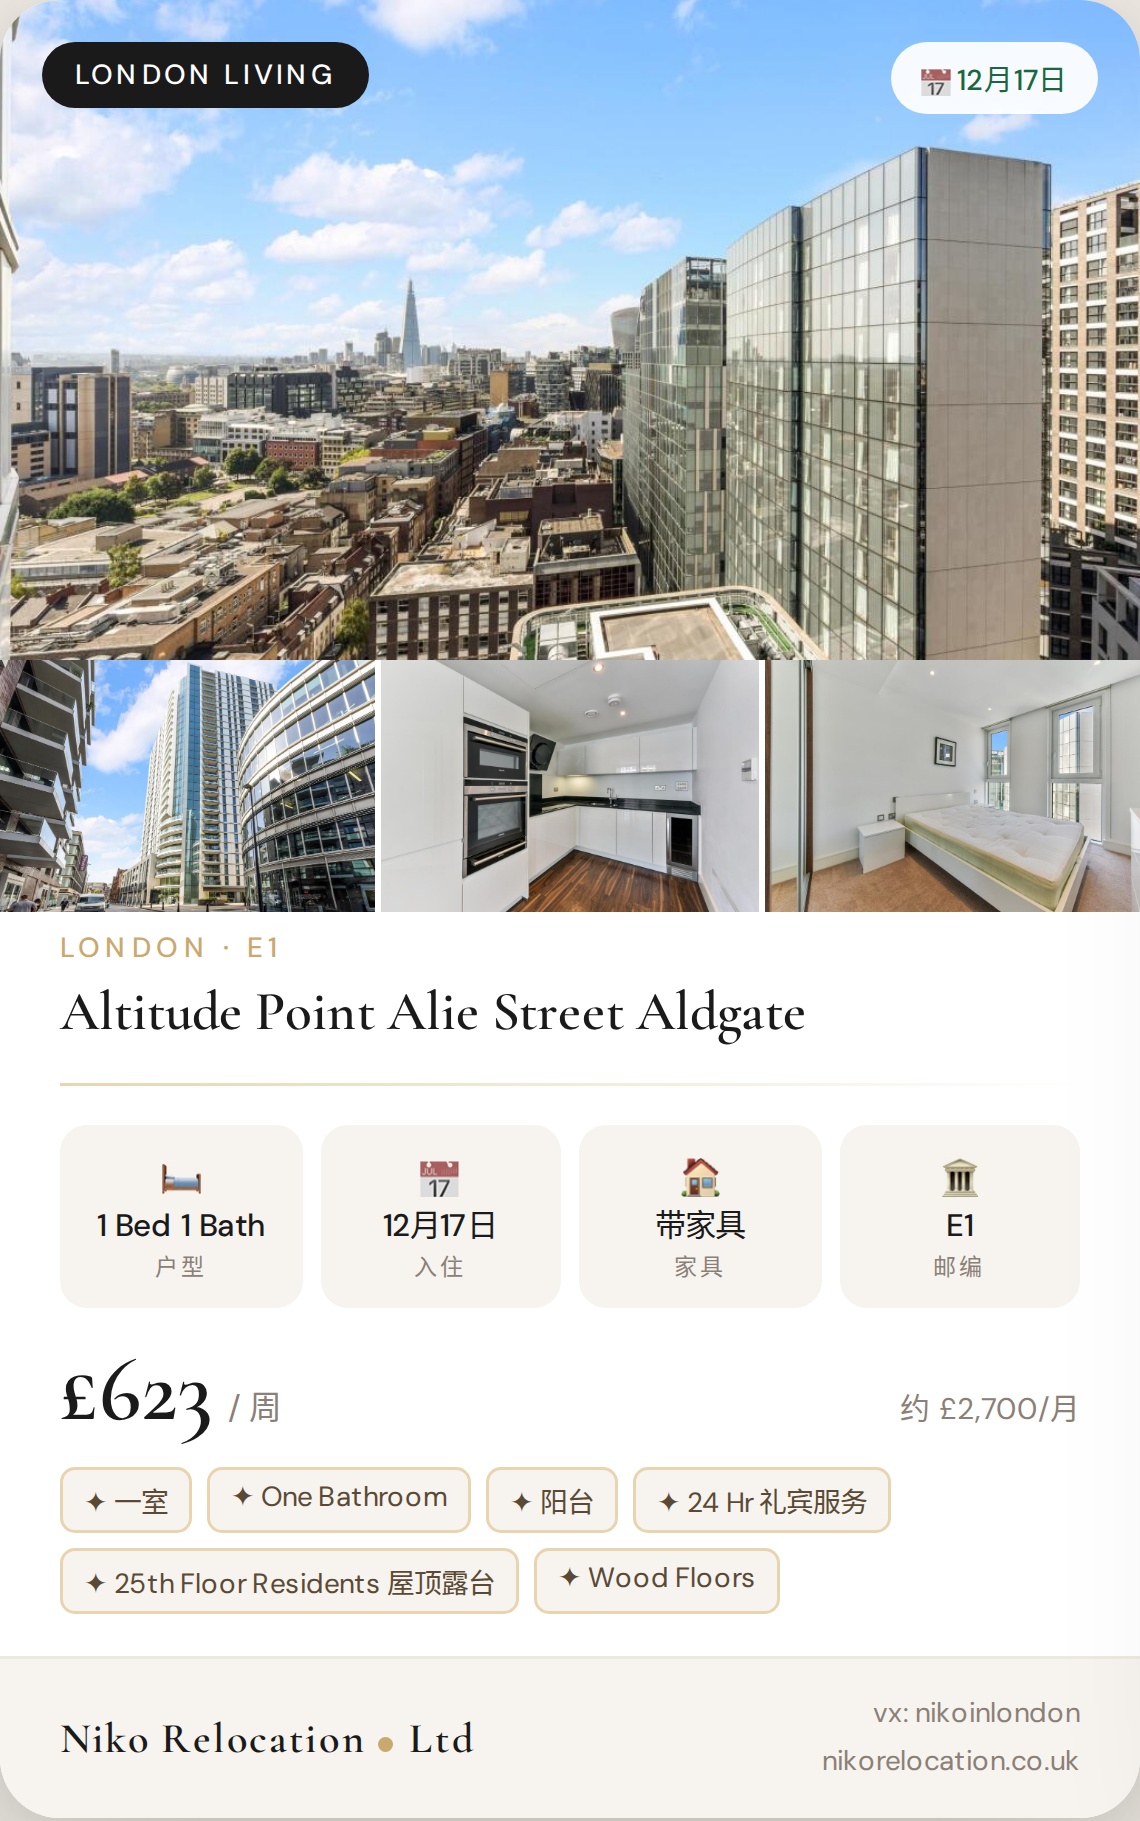 LONDON LIVING
12月17日
LONDON · E1
Altitude Point Alie Street Aldgate
1 Bed 1 Bath
户型
12月17日
入住
带家具
家具
E1
邮编
£623 / 周
约 £2,700/月
✦ 一室
✦ One Bathroom
✦ 阳台
✦ 24 Hr 礼宾服务
✦ 25th Floor Residents 屋顶露台
✦ Wood Floors
Niko Relocation • Ltd
vx: nikoinlondon
nikorelocation.co.uk